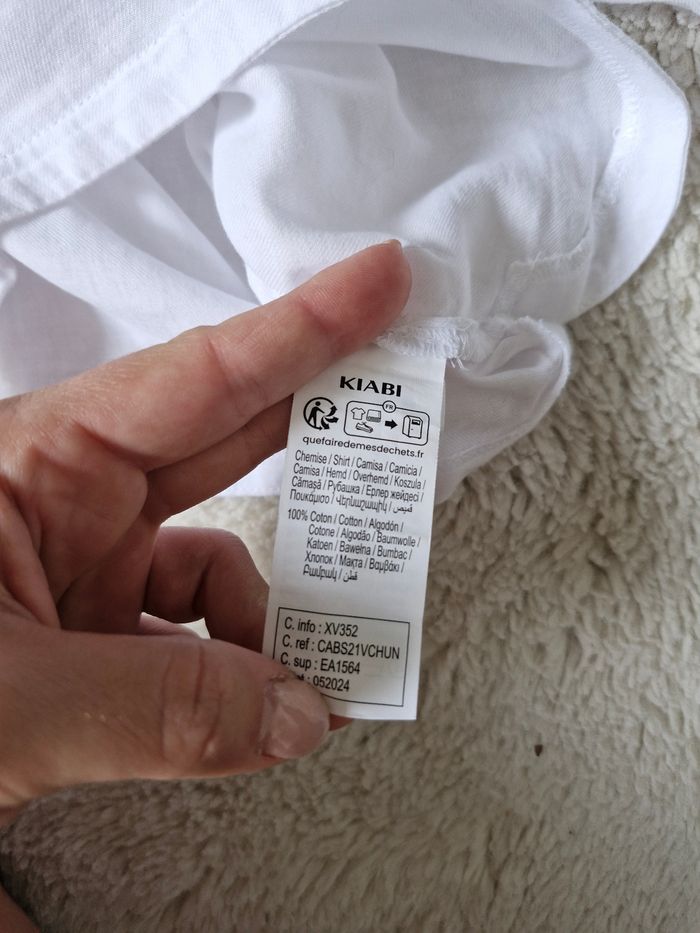 KIABI
FR
quefairedemesdechets.fr
Chemise / Shirt / Camisa / Camicia /
Camisa / Hemd / Overhemd / Koszula /
Cămașă / Рубашка / Ерлер жейдесі /
Πουκάμισο / Վերնաշապիկ / قميص
100% Coton / Cotton / Algodón /
Cotone / Algodão / Baumwolle /
Katoen / Bawełna / Bumbac /
Хлопок / Мақта / Βαμβάκι /
Բամբակ / قطن
C. info : XV352
C. ref : CABS21VCHUN
C. sup : EA1564
: 052024